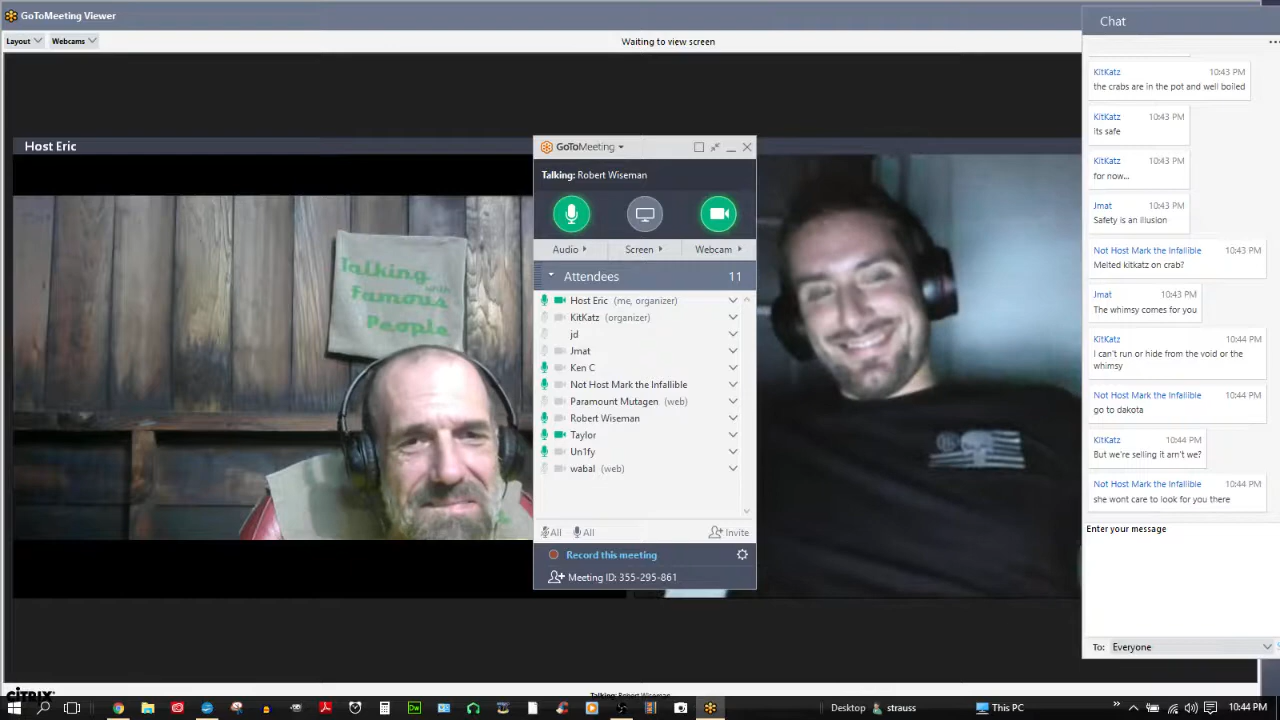 GoToMeeting Viewer
Layout
Webcams
Waiting to view screen
Host Eric
Talking with
Famous
People
GoToMeeting
Talking: Robert Wiseman
Audio
Screen
Webcam
Attendees 11
Host Eric (me, organizer)
KitKatz (organizer)
jd
Jmat
Ken C
Not Host Mark the Infallible
Paramount Mutagen (web)
Robert Wiseman
Taylor
Un1fy
wabal (web)
All
All
Invite
Record this meeting
Meeting ID: 355-295-861
Chat
KitKatz 10:43 PM
the crabs are in the pot and well boiled
KitKatz 10:43 PM
Its safe
KitKatz 10:43 PM
for now...
Jmat 10:43 PM
Safety is an illusion
Not Host Mark the Infallible 10:43 PM
Melted kitkatz on crab?
Jmat 10:43 PM
The whimsy comes for you
KitKatz 10:44 PM
I can't run or hide from the void or the
whimsy
Not Host Mark the Infallible 10:44 PM
go to dakota
KitKatz 10:44 PM
But we're selling it arn't we?
Not Host Mark the Infallible 10:44 PM
she wont care to look for you there
Enter your message
To: Everyone
CITRIX
Talking: Robert Wiseman
Dw
Desktop
strauss
This PC
10:44 PM